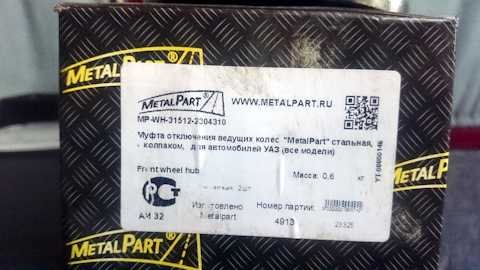 METALPART
METALPART WWW.METALPART.RU
MP-WH-31512-2304310
Муфта отключения ведущих колес "MetalPart" стальная,
колпаком, для автомобилей УАЗ (все модели)
Front wheel hub
Масса: 0,6 кг
2 шт
Изготовлено Номер партии:
АИ 32 Metalpart 4913
METALPART
METALPART